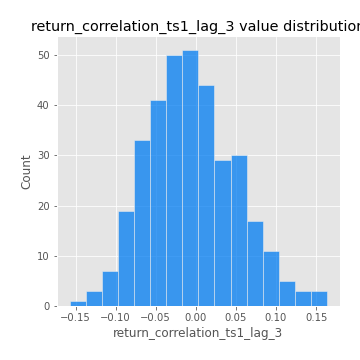 return_correlation_ts1_lag_3 value distribution
50
40
30
20
10
0
Count
−0.15 −0.10 −0.05 0.00 0.05 0.10 0.15
return_correlation_ts1_lag_3